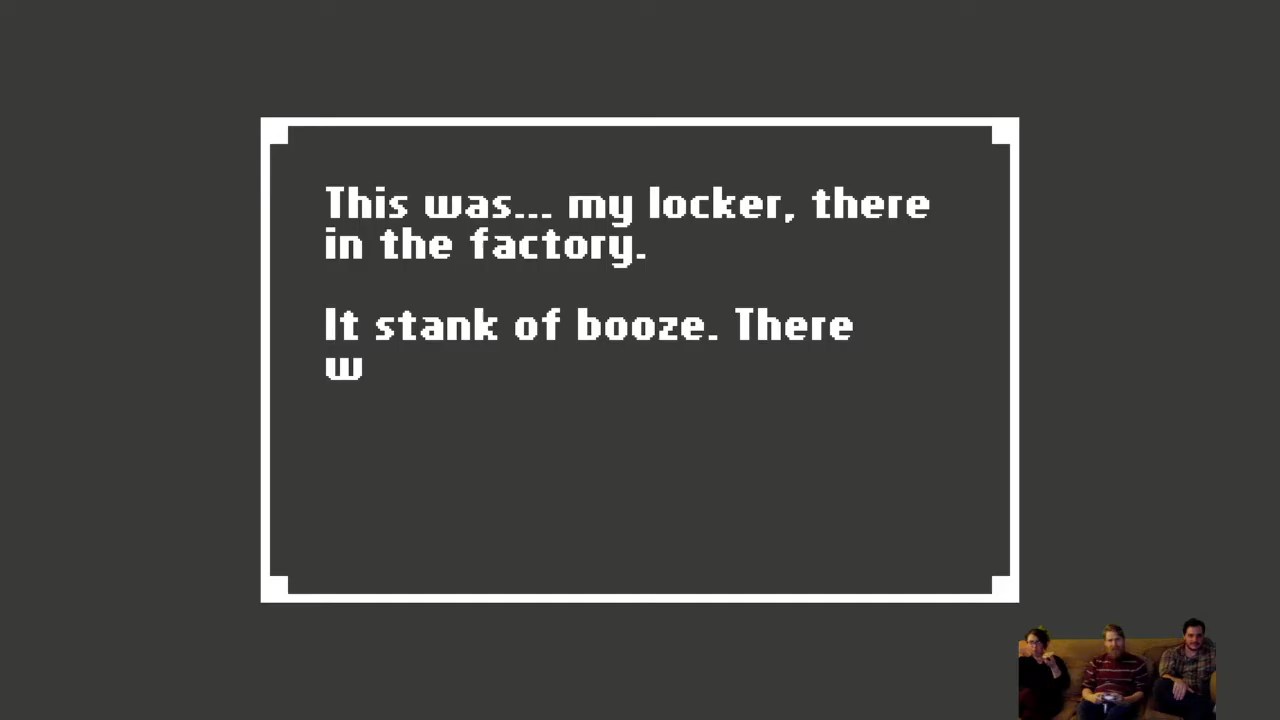 This was... my locker, there
in the factory.
It stank of booze. There
w